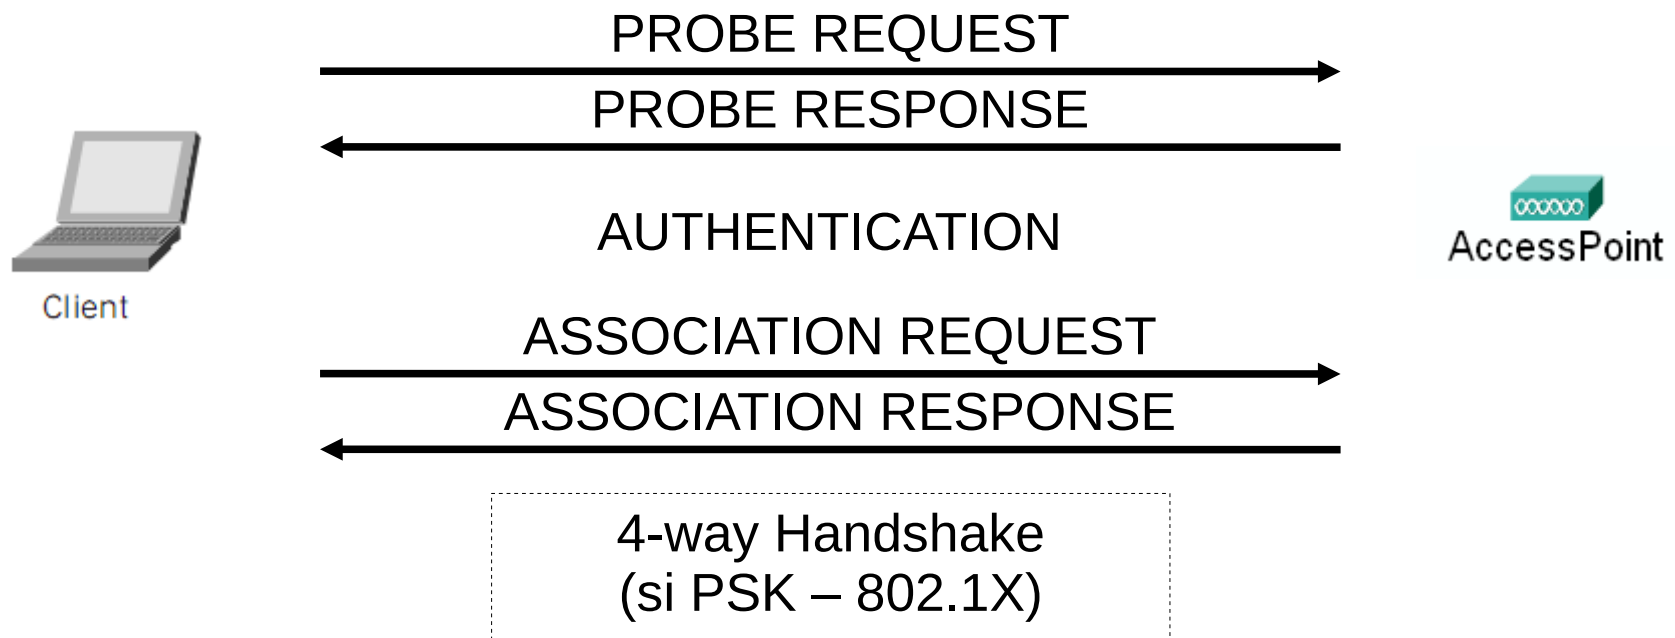 PROBE REQUEST
PROBE RESPONSE
AUTHENTICATION
AccessPoint
Client
ASSOCIATION REQUEST
ASSOCIATION RESPONSE
4-way Handshake
(si PSK – 802.1X)